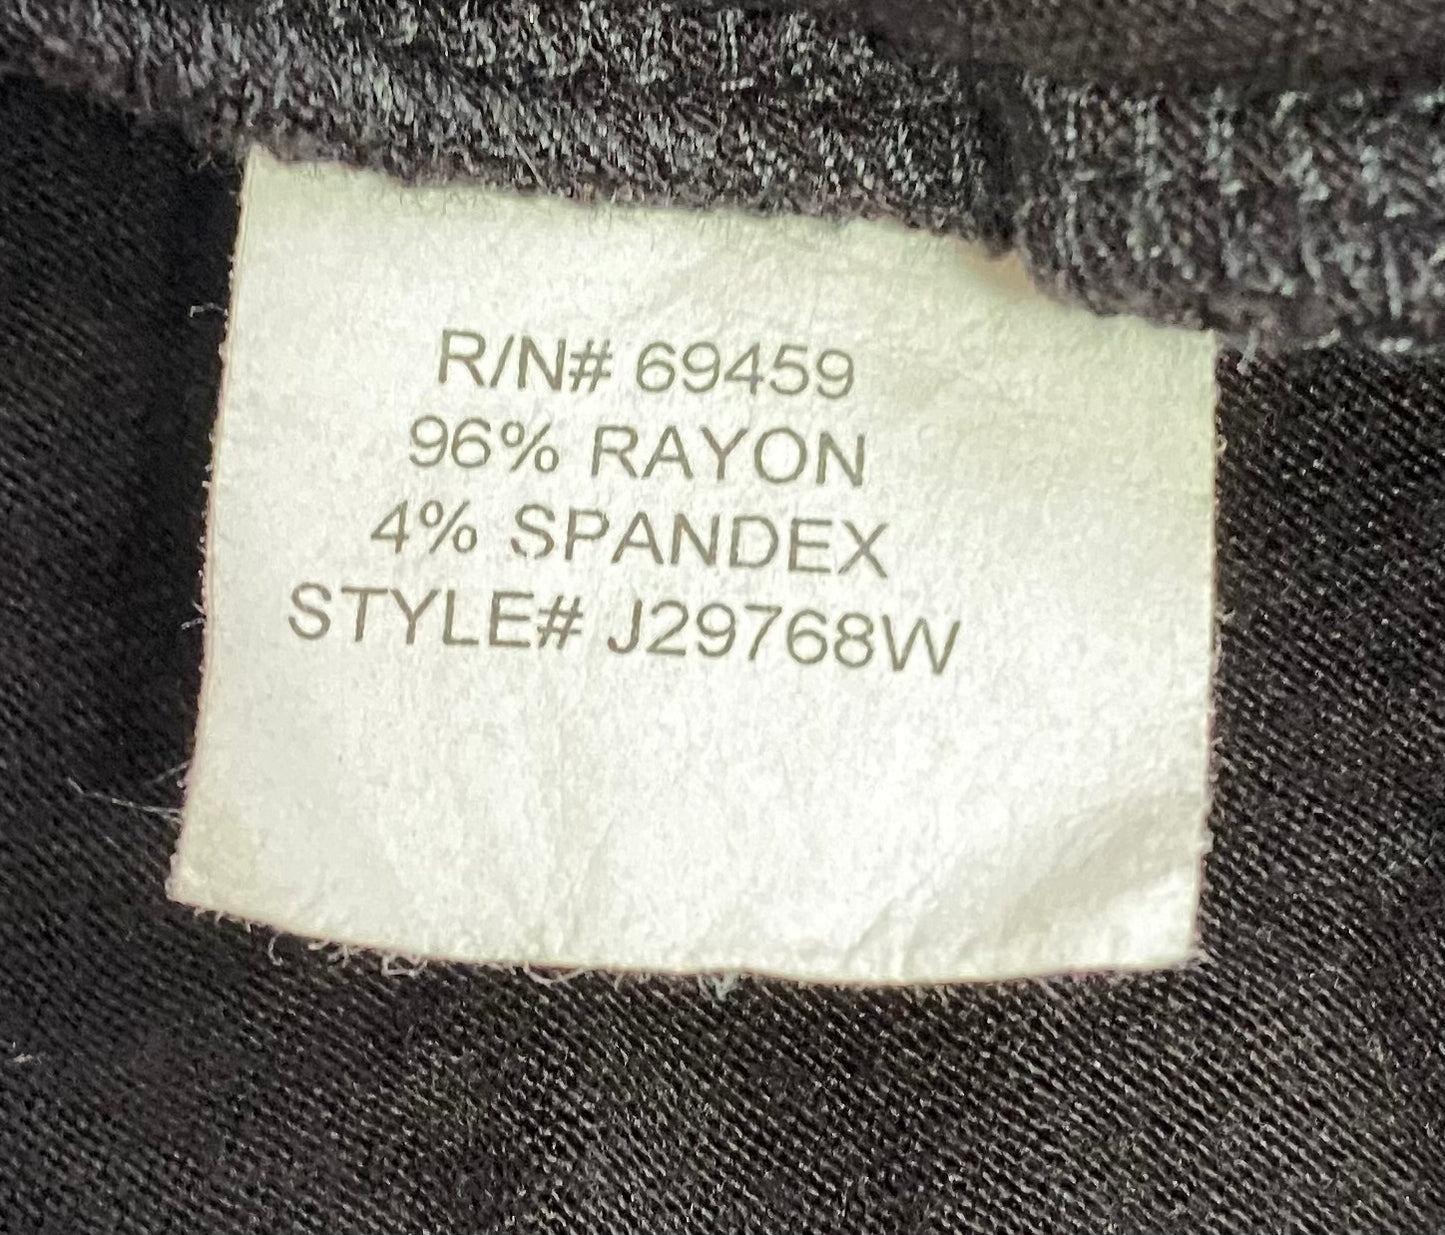 R/N# 69459
96% RAYON
4% SPANDEX
STYLE# J29768W